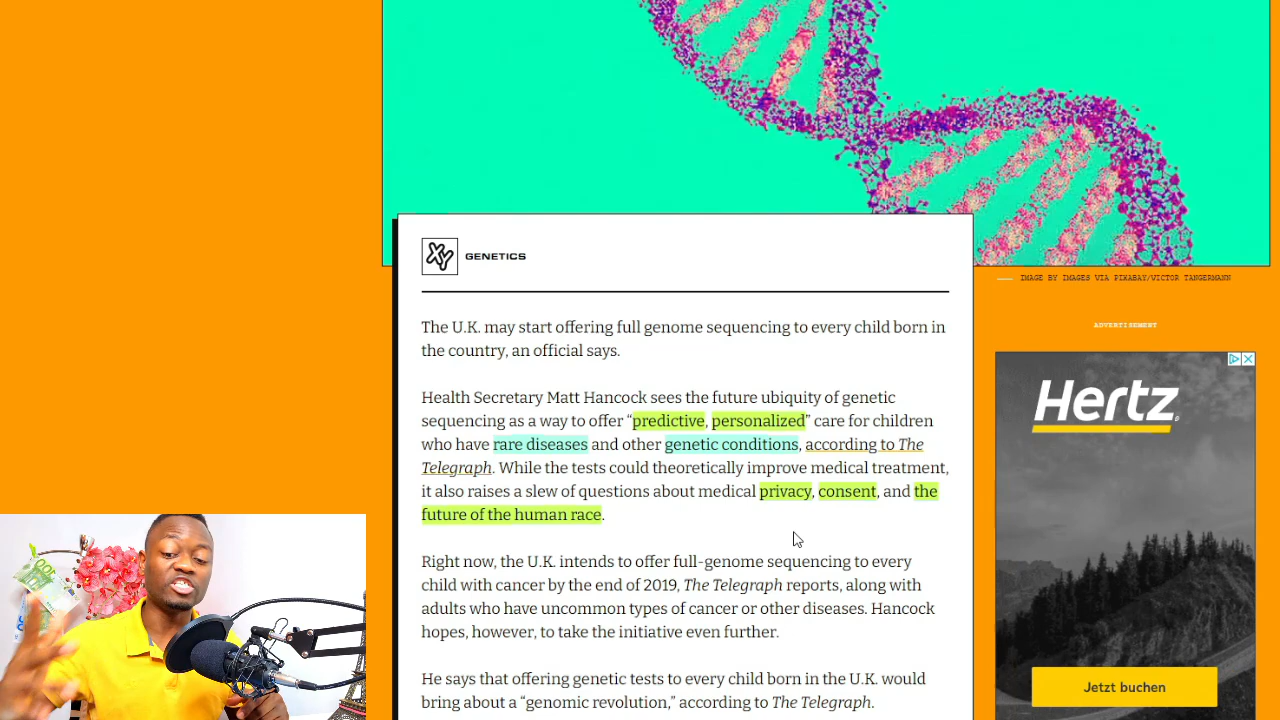 GENETICS
The U.K. may start offering full genome sequencing to every child born in
the country, an official says.
Health Secretary Matt Hancock sees the future ubiquity of genetic
sequencing as a way to offer “predictive, personalized” care for children
who have rare diseases and other genetic conditions, according to The
Telegraph. While the tests could theoretically improve medical treatment,
it also raises a slew of questions about medical privacy, consent, and the
future of the human race.
Right now, the U.K. intends to offer full-genome sequencing to every
child with cancer by the end of 2019, The Telegraph reports, along with
adults who have uncommon types of cancer or other diseases. Hancock
hopes, however, to take the initiative even further.
He says that offering genetic tests to every child born in the U.K. would
bring about a “genomic revolution,” according to The Telegraph.
IMAGE BY IMAGES VIA PIXABAY/VICTOR TANGERMANN
ADVERTISEMENT
Hertz
Jetzt buchen
100